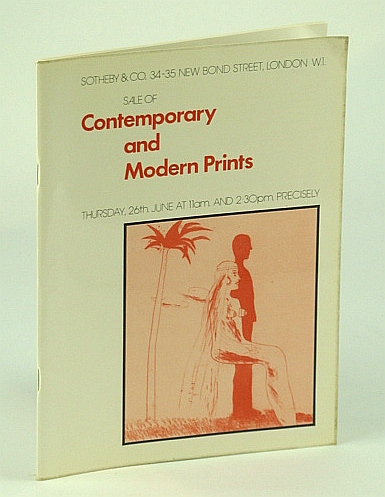 SOTHEBY & CO. 34-35 NEW BOND STREET, LONDON W.1.
SALE OF
Contemporary
and
Modern Prints
THURSDAY, 26th. JUNE AT 11am. AND 2·30pm. PRECISELY